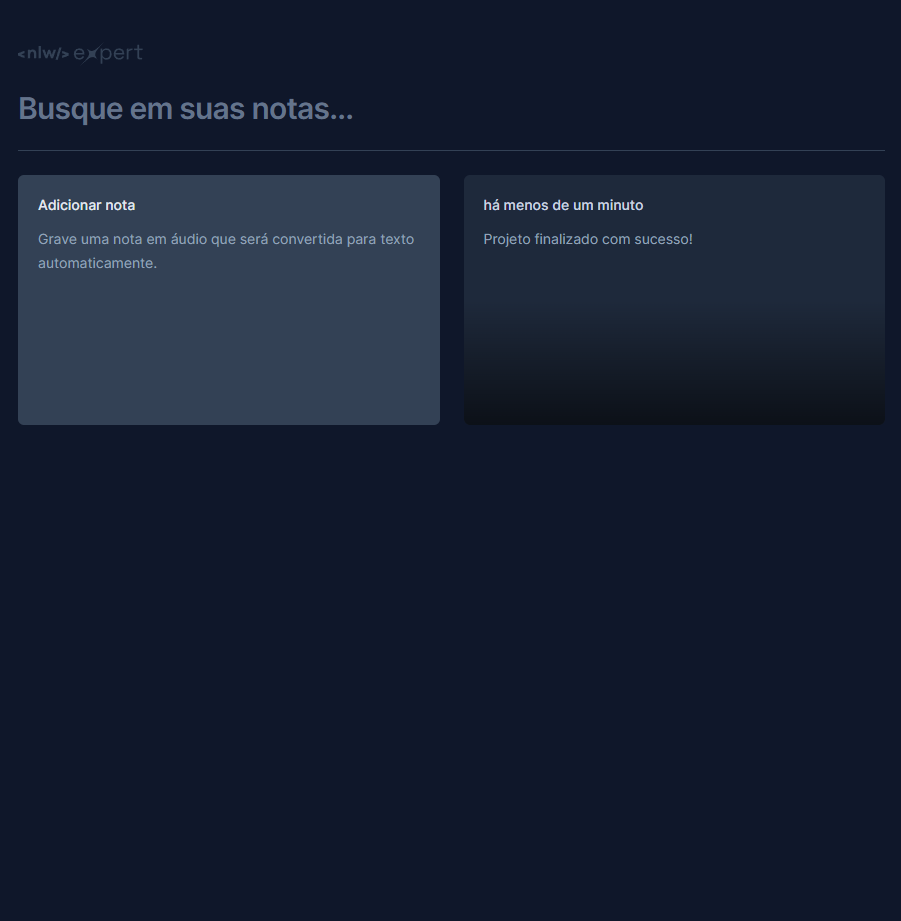 <nlw/> expert
Busque em suas notas...
Adicionar nota
Grave uma nota em áudio que será convertida para texto
automaticamente.
há menos de um minuto
Projeto finalizado com sucesso!